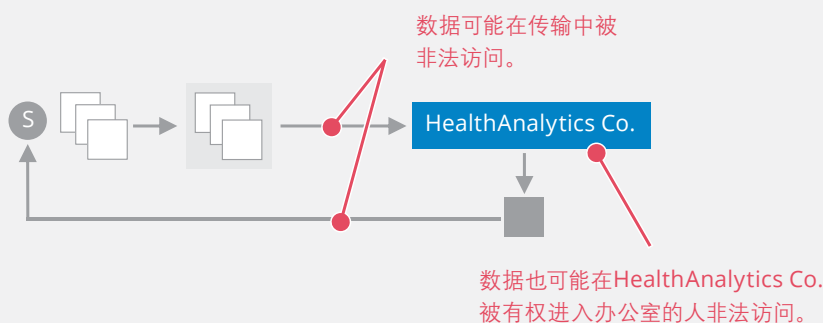 数据可能在传输中被
非法访问。
S
HealthAnalytics Co.
数据也可能在HealthAnalytics Co.
被有权进入办公室的人非法访问。